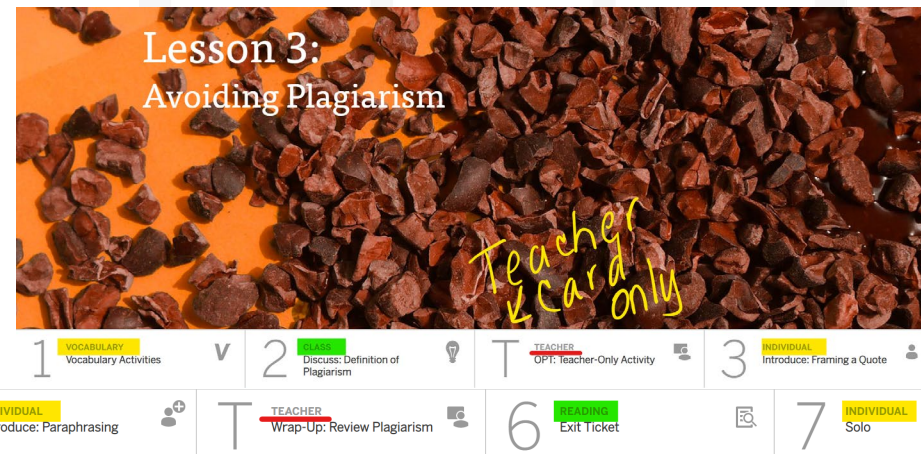 Lesson 3:
Avoiding Plagiarism
Teacher
Card
only
1
VOCABULARY
Vocabulary Activities
V
2
CLASS
Discuss: Definition of
Plagiarism
T
TEACHER
OPT: Teacher-Only Activity
3
INDIVIDUAL
Introduce: Framing a Quote
IVIDUAL
oduce: Paraphrasing
T
TEACHER
Wrap-Up: Review Plagiarism
6
READING
Exit Ticket
7
INDIVIDUAL
Solo